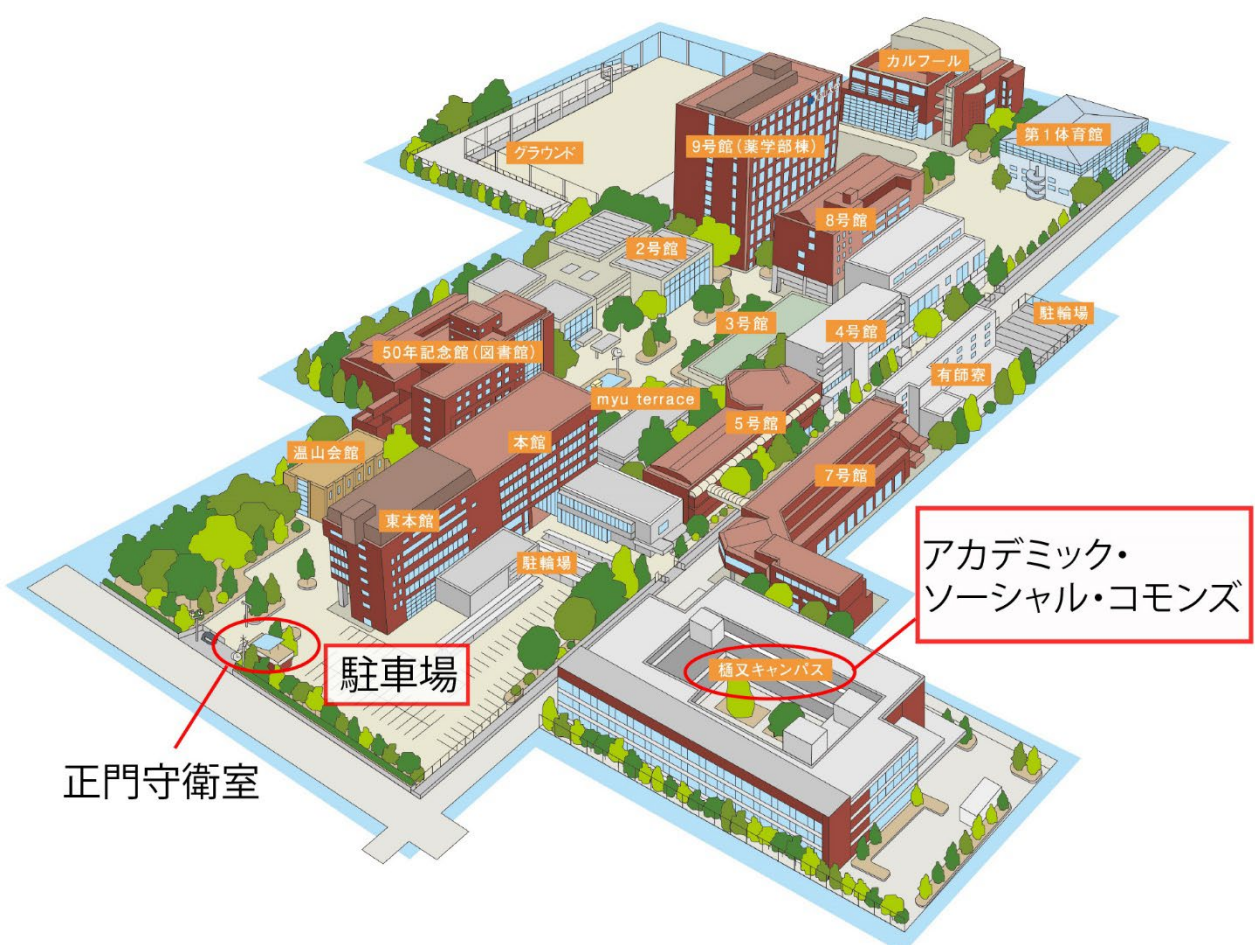 カルフール
第1体育館
9号館(薬学部棟)
グラウンド
8号館
2号館
駐輪場
3号館
4号館
50年記念館(図書館)
有師寮
myu terrace
5号館
本館
温山会館
7号館
東本館
駐輪場
アカデミック・
ソーシャル・コモンズ
樋又キャンパス
駐車場
正門守衛室